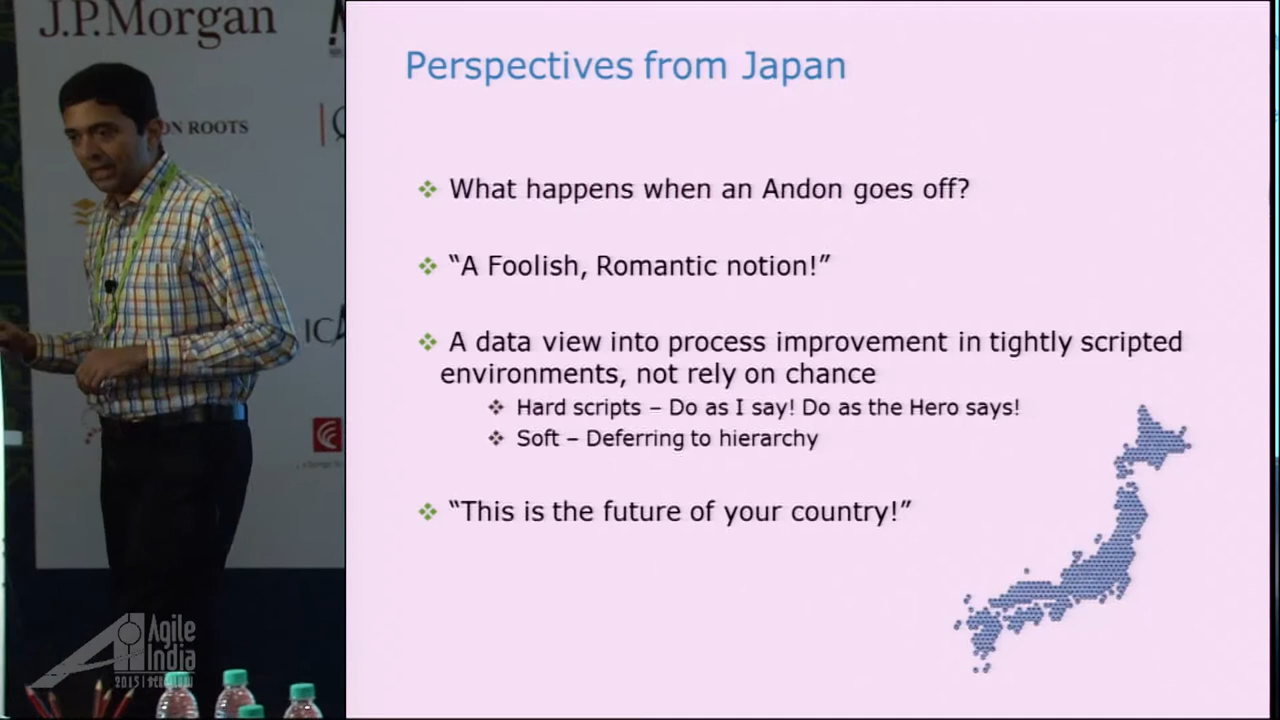 J.P.Morgan
ON ROOTS
Perspectives from Japan
What happens when an Andon goes off?
“A Foolish, Romantic notion!”
A data view into process improvement in tightly scripted
environments, not rely on chance
Hard scripts – Do as I say! Do as the Hero says!
Soft – Deferring to hierarchy
“This is the future of your country!”
Agile
India